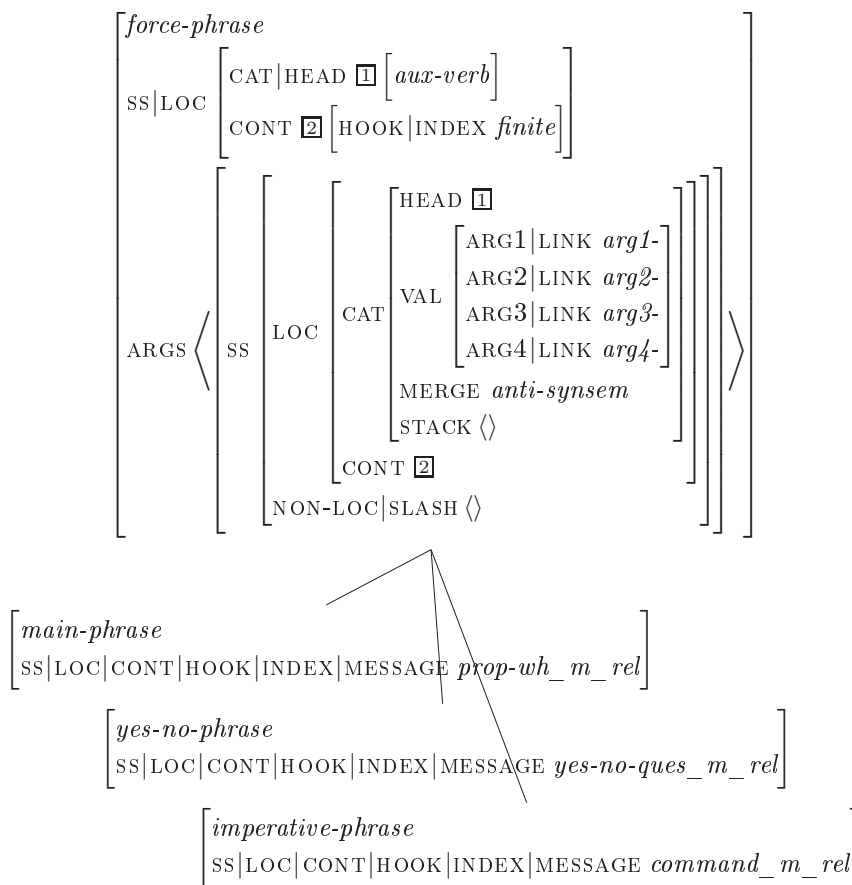 force-phrase
SS|LOC
CAT|HEAD 1 [aux-verb]
CONT 2 [HOOK|INDEX finite]
ARGS ⟨
SS
LOC
CAT
HEAD 1
VAL
ARG1|LINK arg1-
ARG2|LINK arg2-
ARG3|LINK arg3-
ARG4|LINK arg4-
MERGE anti-synsem
STACK ⟨⟩
CONT 2
NON-LOC|SLASH ⟨⟩
⟩
main-phrase
SS|LOC|CONT|HOOK|INDEX|MESSAGE prop-wh_m_rel
yes-no-phrase
SS|LOC|CONT|HOOK|INDEX|MESSAGE yes-no-ques_m_rel
imperative-phrase
SS|LOC|CONT|HOOK|INDEX|MESSAGE command_m_rel